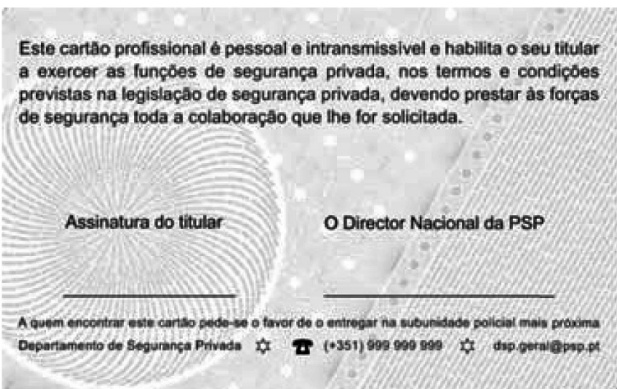 Este cartão profissional é pessoal e intransmissível e habilita o seu titular
a exercer as funções de segurança privada, nos termos e condições
previstas na legislação de segurança privada, devendo prestar às forças
de segurança toda a colaboração que lhe for solicitada.
Assinatura do titular O Director Nacional da PSP
A quem encontrar este cartão pede-se o favor de o entregar na subunidade policial mais próxima
Departamento de Segurança Privada ✡ ☎ (+351) 999 999 999 ✡ dsp.geral@psp.pt